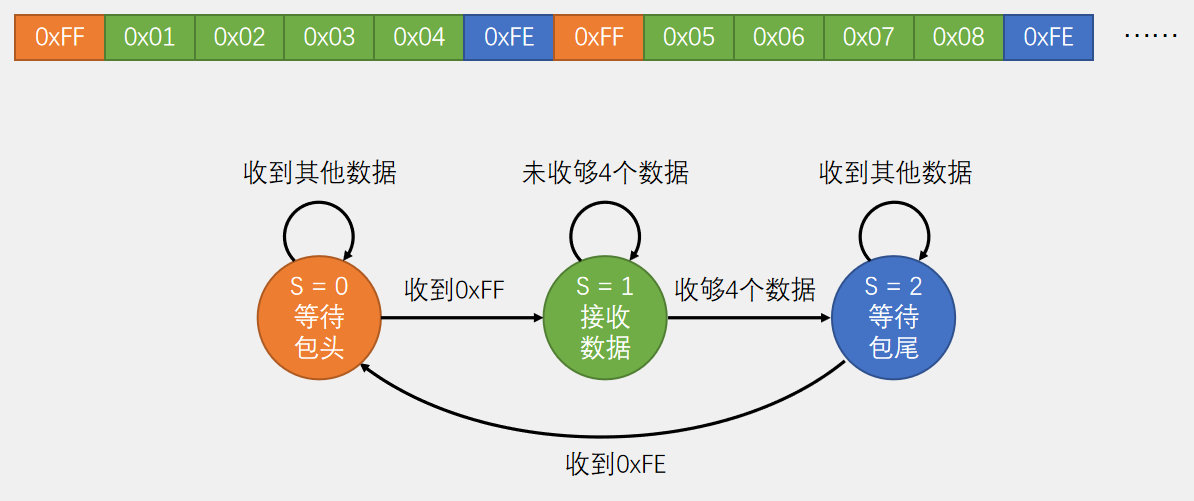 0xFF 0x01 0x02 0x03 0x04 0xFE 0xFF 0x05 0x06 0x07 0x08 0xFE ……
收到其他数据 未收够4个数据 收到其他数据
S = 0
等待
包头
收到0xFF
S = 1
接收
数据
收够4个数据
S = 2
等待
包尾
收到0xFE